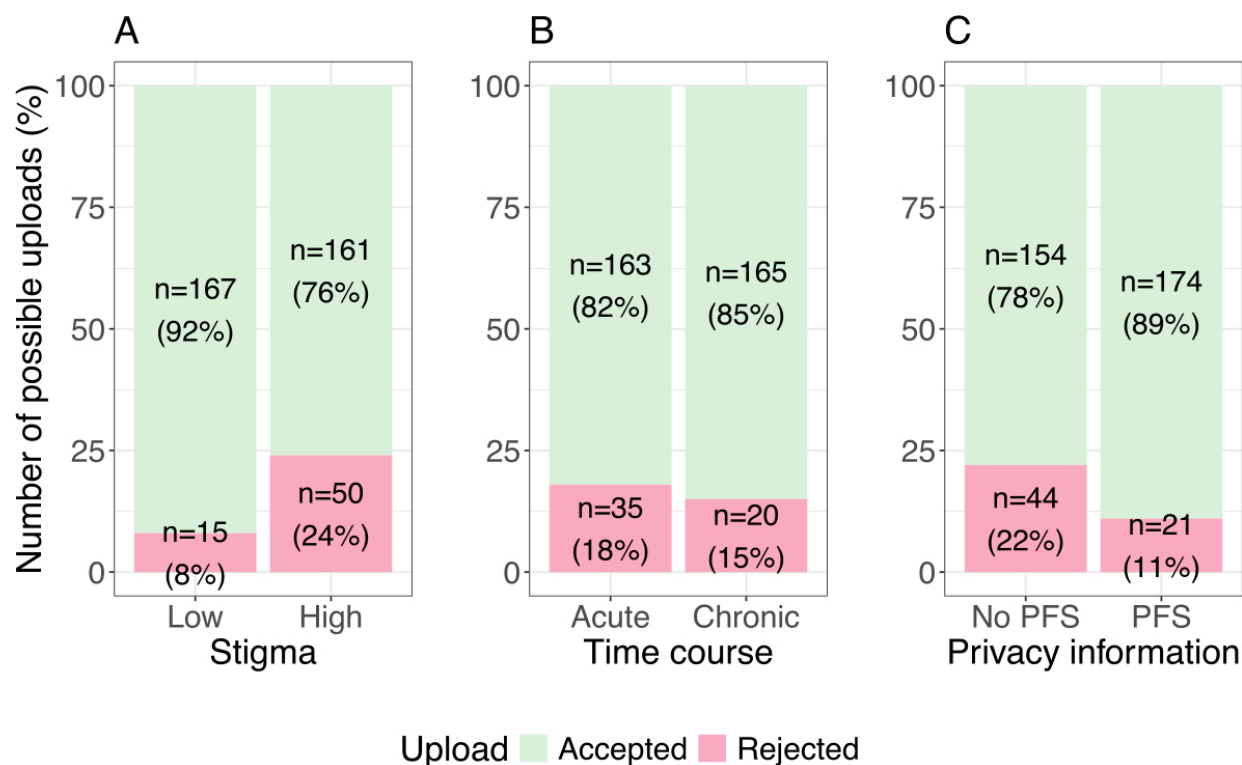 A
Number of possible uploads (%)
100
75
50
25
0
n=167
(92%)
n=161
(76%)
n=15
(8%)
n=50
(24%)
Low
High
Stigma
B
100
75
50
25
0
n=163
(82%)
n=165
(85%)
n=35
(18%)
n=20
(15%)
Acute
Chronic
Time course
C
100
75
50
25
0
n=154
(78%)
n=174
(89%)
n=44
(22%)
n=21
(11%)
No PFS
PFS
Privacy information
Upload Accepted Rejected